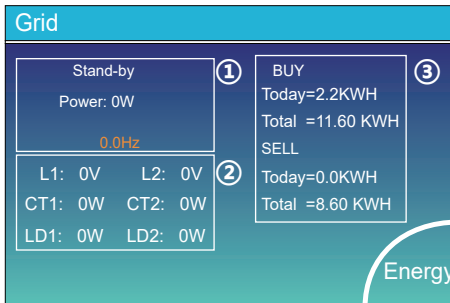 Grid
Stand-by
Power: 0W
0.0Hz
①
L1: 0V L2: 0V
CT1: 0W CT2: 0W
LD1: 0W LD2: 0W
②
BUY
Today=2.2KWH
Total =11.60 KWH
SELL
Today=0.0KWH
Total =8.60 KWH
③
Energy